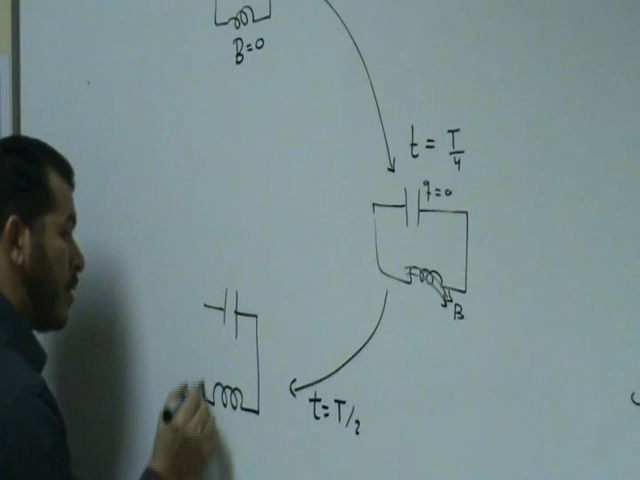 B=0
t = T/4
q=0
B
t=T/2